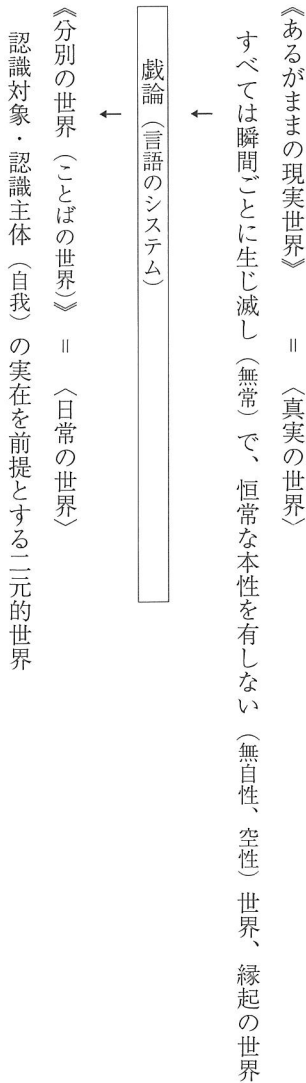 《あるがままの現実世界》 = 〈真実の世界〉
すべては瞬間ごとに生じ滅し（無常）で、恒常な本性を有しない（無自性、空性）世界、縁起の世界
↓
戯論（言語のシステム）
↓
《分別の世界（ことばの世界）》 = 〈日常の世界〉
認識対象・認識主体（自我）の実在を前提とする二元的世界